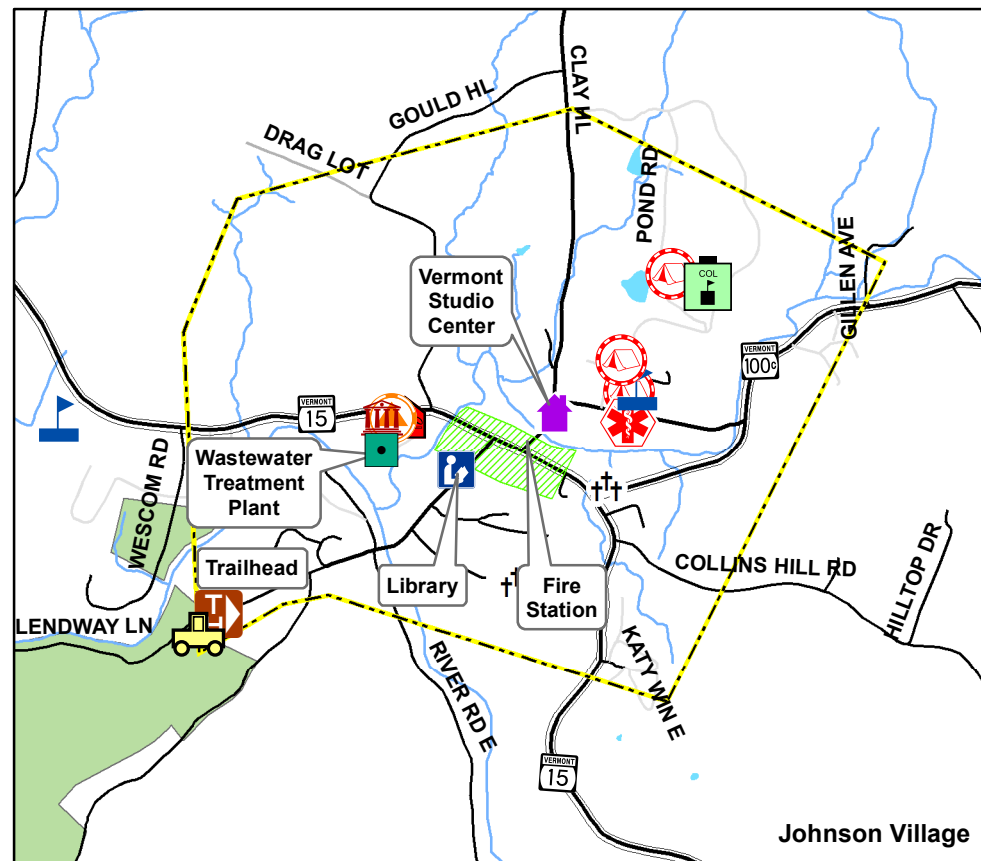 GOULD HL
CLAY HL
DRAG LOT
POND RD
GILLEN AVE
COL
Vermont
Studio
Center
VERMONT
100c
VERMONT
15
Wastewater
Treatment
Plant
WESCOM RD
Trailhead
Library
Fire
Station
COLLINS HILL RD
HILLTOP DR
LENDWAY LN
T
H
RIVER RD E
KATY WIN E
VERMONT
15
Johnson Village